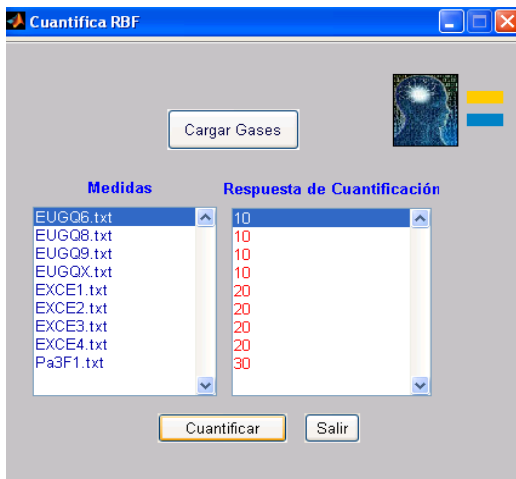 Cuantifica RBF
Cargar Gases
Medidas
Respuesta de Cuantificación
EUGQ6.txt
10
EUGQ8.txt
10
EUGQ9.txt
10
EUGQX.txt
10
EXCE1.txt
20
EXCE2.txt
20
EXCE3.txt
20
EXCE4.txt
20
Pa3F1.txt
30
Cuantificar
Salir